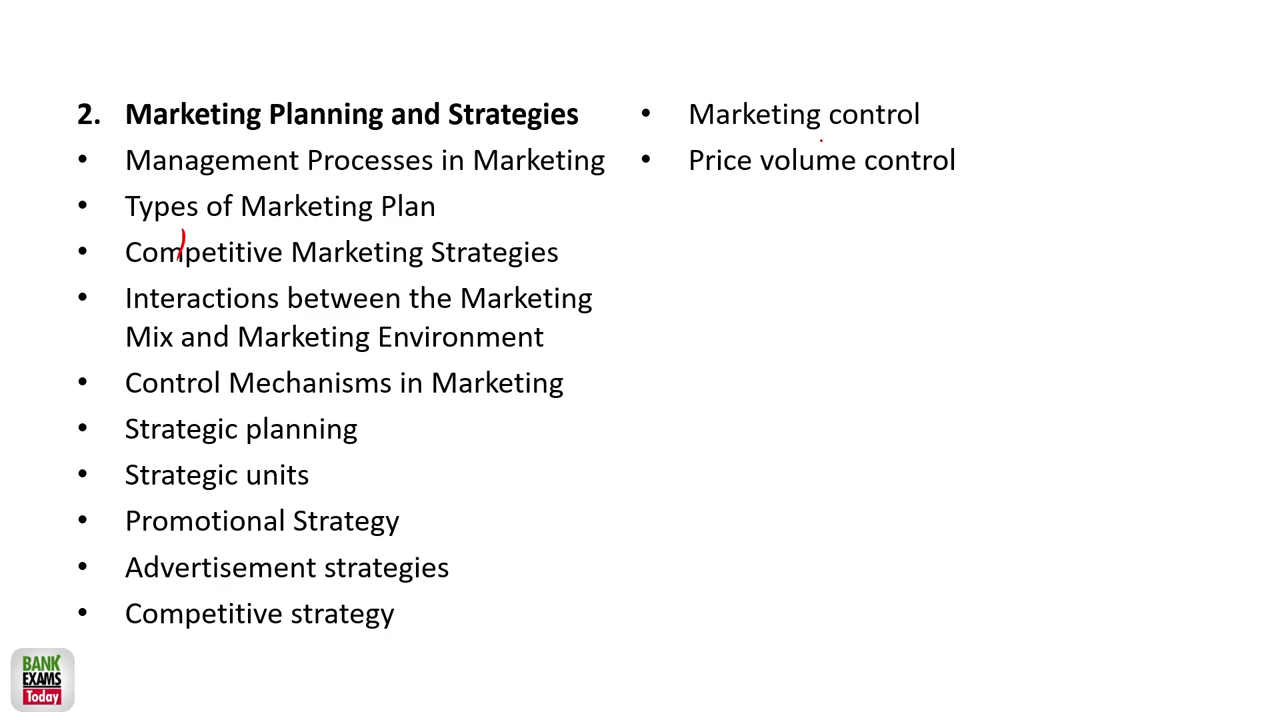 2. Marketing Planning and Strategies
• Management Processes in Marketing
• Types of Marketing Plan
• Competitive Marketing Strategies
• Interactions between the Marketing
Mix and Marketing Environment
• Control Mechanisms in Marketing
• Strategic planning
• Strategic units
• Promotional Strategy
• Advertisement strategies
• Competitive strategy
• Marketing control
• Price volume control
BANK
EXAMS
Today